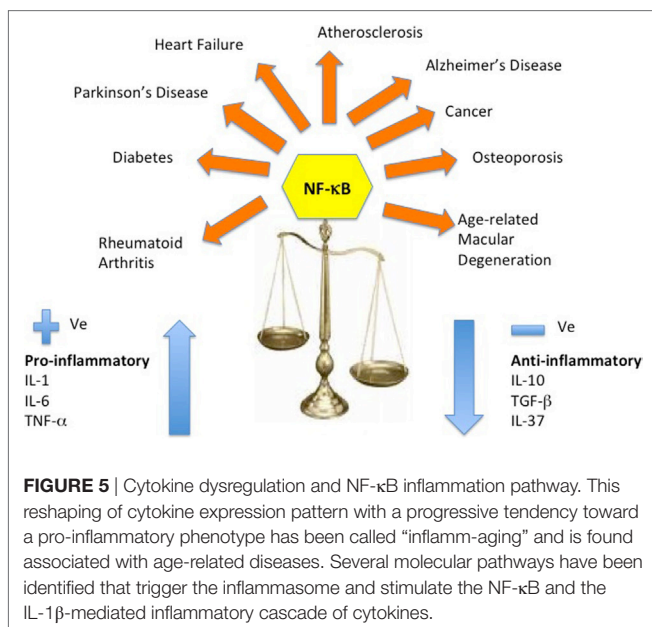 Atherosclerosis
Heart Failure
Alzheimer's Disease
Parkinson's Disease
Cancer
Diabetes
Osteoporosis
NF-κB
Rheumatoid
Arthritis
Age-related
Macular
Degeneration
Ve
Pro-inflammatory
IL-1
IL-6
TNF-α
Ve
Anti-inflammatory
IL-10
TGF-β
IL-37
FIGURE 5 | Cytokine dysregulation and NF-κB inflammation pathway. This
reshaping of cytokine expression pattern with a progressive tendency toward
a pro-inflammatory phenotype has been called “inflamm-aging” and is found
associated with age-related diseases. Several molecular pathways have been
identified that trigger the inflammasome and stimulate the NF-κB and the
IL-1β-mediated inflammatory cascade of cytokines.